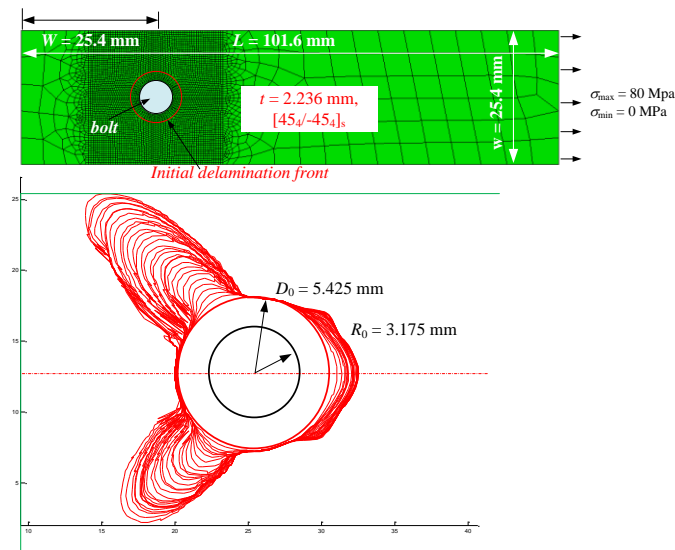 W = 25.4 mm
L = 101.6 mm
w = 25.4 mm
bolt
t = 2.236 mm,
[45₄/-45₄]ₛ
σmax = 80 Mpa
σmin = 0 MPa
Initial delamination front
D₀ = 5.425 mm
R₀ = 3.175 mm
25
20
15
10
5
10
15
20
25
30
35
40